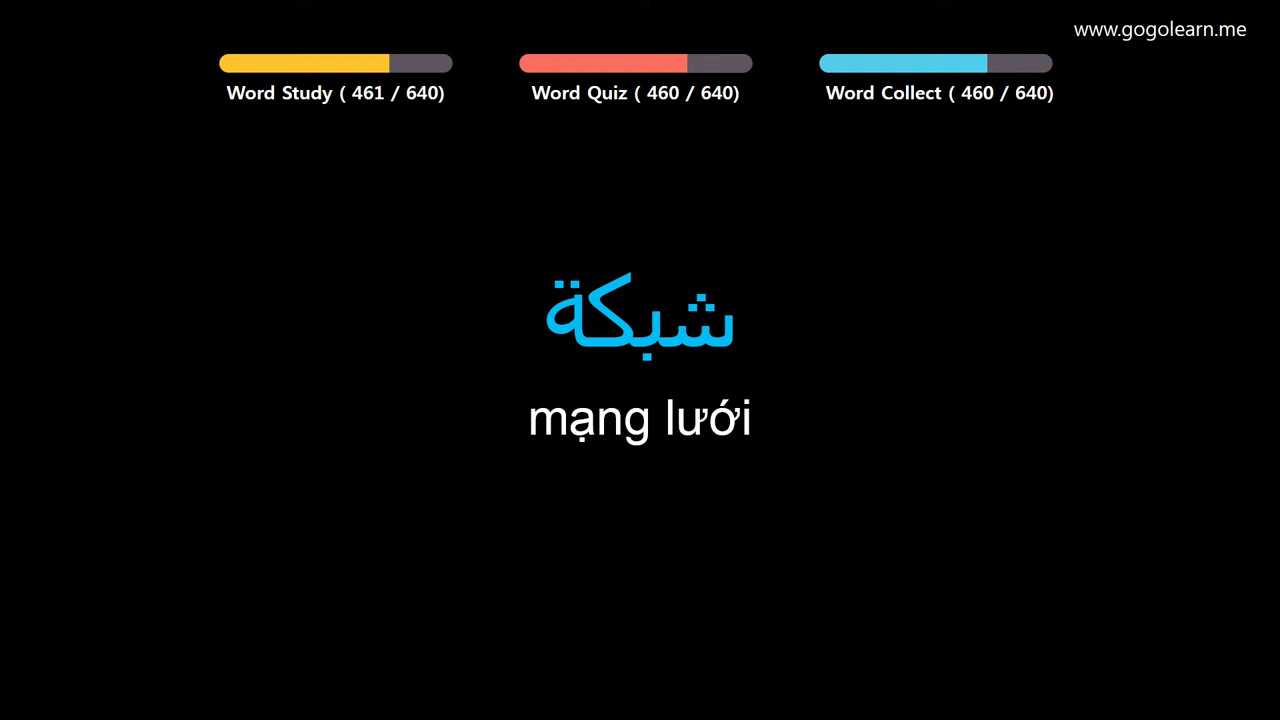 www.gogolearn.me
Word Study ( 461 / 640)
Word Quiz ( 460 / 640)
Word Collect ( 460 / 640)
شبكة
mạng lưới